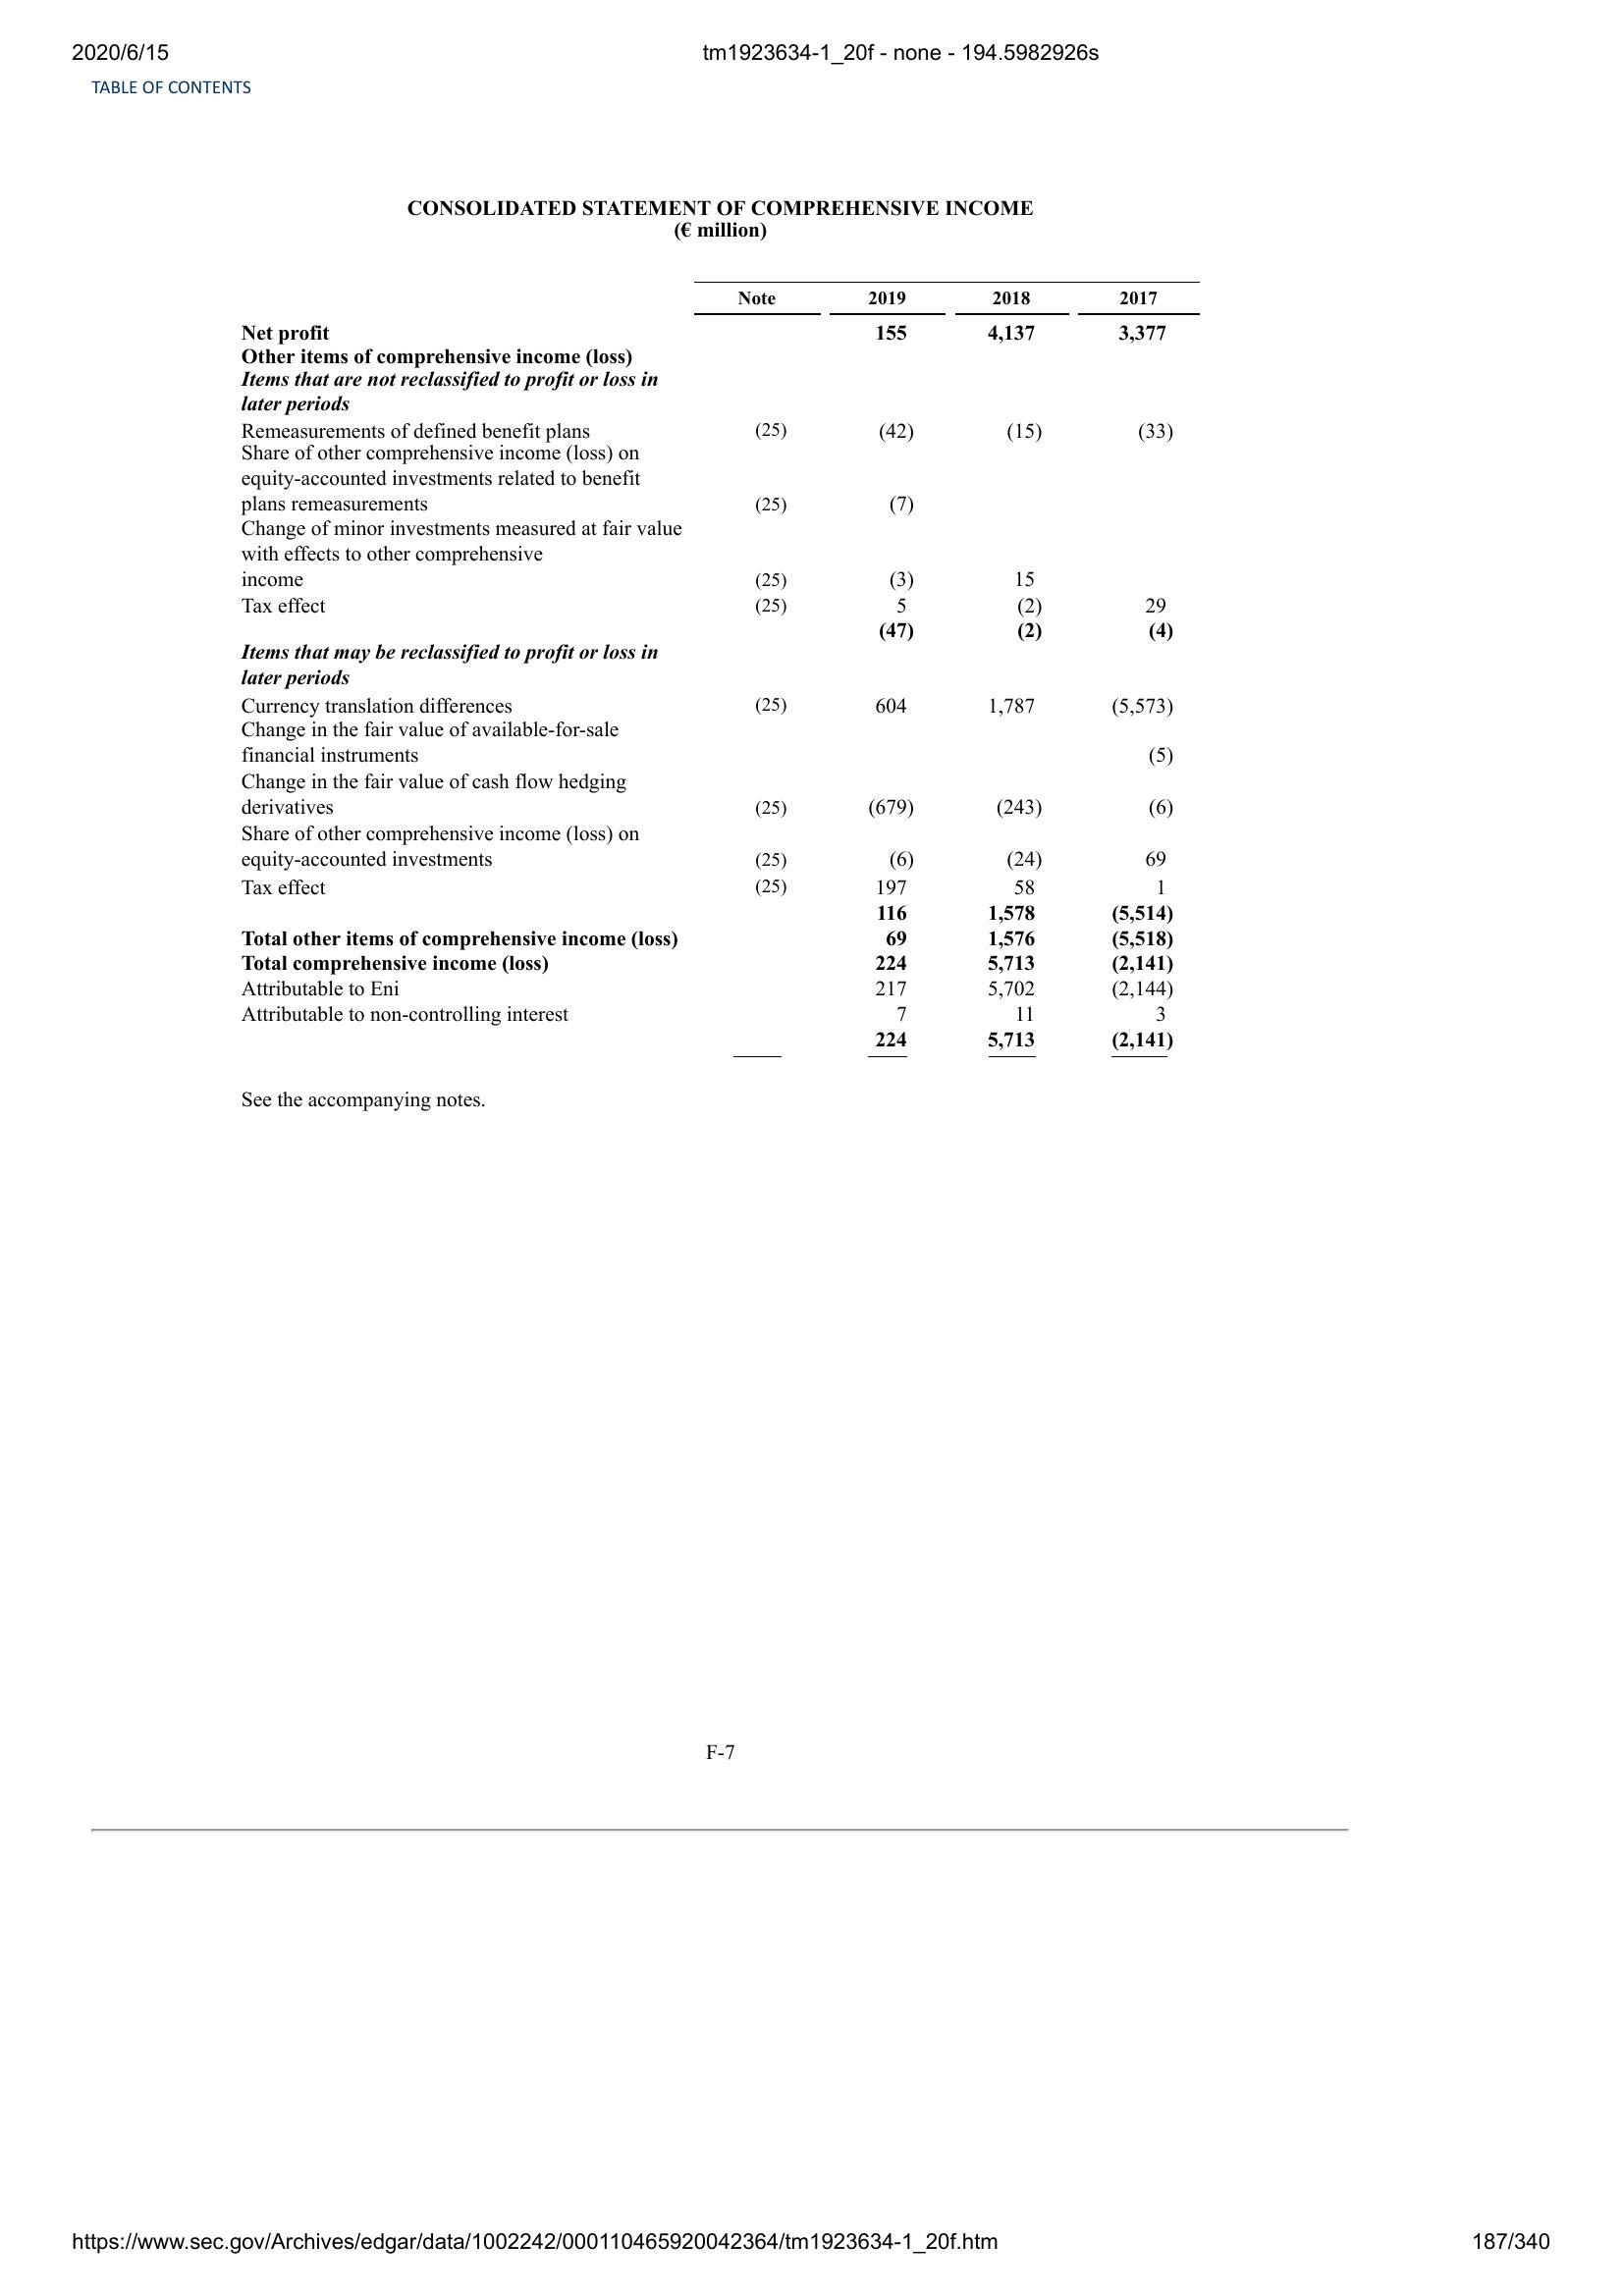 2020/6/15 tm1923634-1_20f - none - 194.5982926s
TABLE OF CONTENTS
CONSOLIDATED STATEMENT OF COMPREHENSIVE INCOME
(€ million)
Note 2019 2018 2017
Net profit 155 4,137 3,377
Other items of comprehensive income (loss)
Items that are not reclassified to profit or loss in
later periods
Remeasurements of defined benefit plans (25) (42) (15) (33)
Share of other comprehensive income (loss) on
equity-accounted investments related to benefit
plans remeasurements (25) (7)
Change of minor investments measured at fair value
with effects to other comprehensive
income (25) (3) 15
Tax effect (25) 5 (2) 29
(47) (2) (4)
Items that may be reclassified to profit or loss in
later periods
Currency translation differences (25) 604 1,787 (5,573)
Change in the fair value of available-for-sale
financial instruments (5)
Change in the fair value of cash flow hedging
derivatives (25) (679) (243) (6)
Share of other comprehensive income (loss) on
equity-accounted investments (25) (6) (24) 69
Tax effect (25) 197 58 1
116 1,578 (5,514)
Total other items of comprehensive income (loss) 69 1,576 (5,518)
Total comprehensive income (loss) 224 5,713 (2,141)
Attributable to Eni 217 5,702 (2,144)
Attributable to non-controlling interest 7 11 3
224 5,713 (2,141)
See the accompanying notes.
F-7
https://www.sec.gov/Archives/edgar/data/1002242/000110465920042364/tm1923634-1_20f.htm 187/340